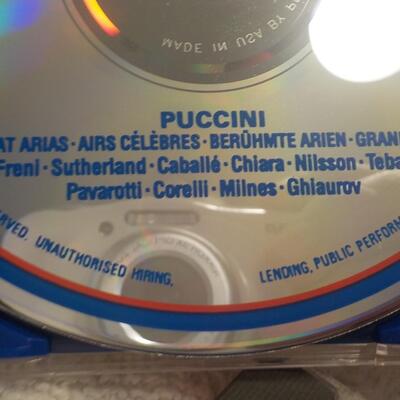 MADE IN USA BY P
PUCCINI
AT ARIAS · AIRS CÉLÈBRES · BERÜHMTE ARIEN · GRAN
Freni · Sutherland · Caballé · Chiara · Nilsson · Teba
Pavarotti · Corelli · Milnes · Ghiaurov
ERVED. UNAUTHORISED HIRING, LENDING, PUBLIC PERFORM